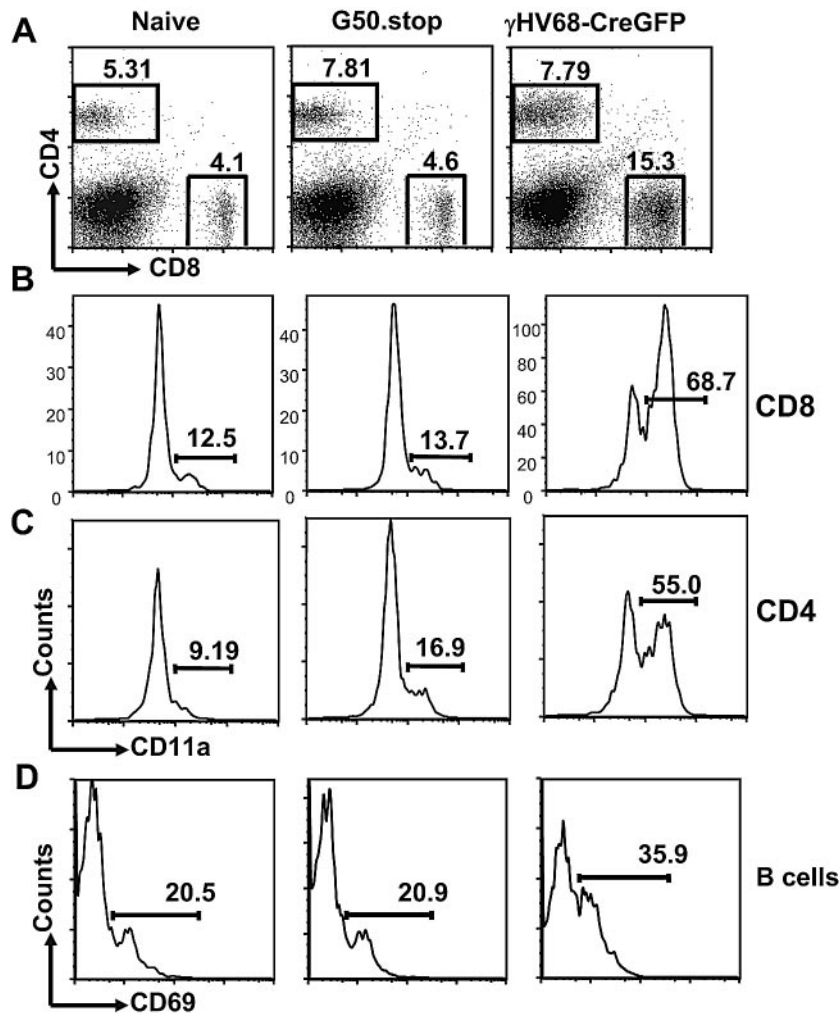 A
Naive
G50.stop
γHV68-CreGFP
5.31
4.1
7.81
4.6
7.79
15.3
CD4
CD8
B
40
30
20
10
0
12.5
40
30
20
10
0
13.7
100
80
60
40
20
0
68.7
CD8
C
9.19
16.9
55.0
CD4
Counts
CD11a
D
20.5
20.9
35.9
B cells
Counts
CD69